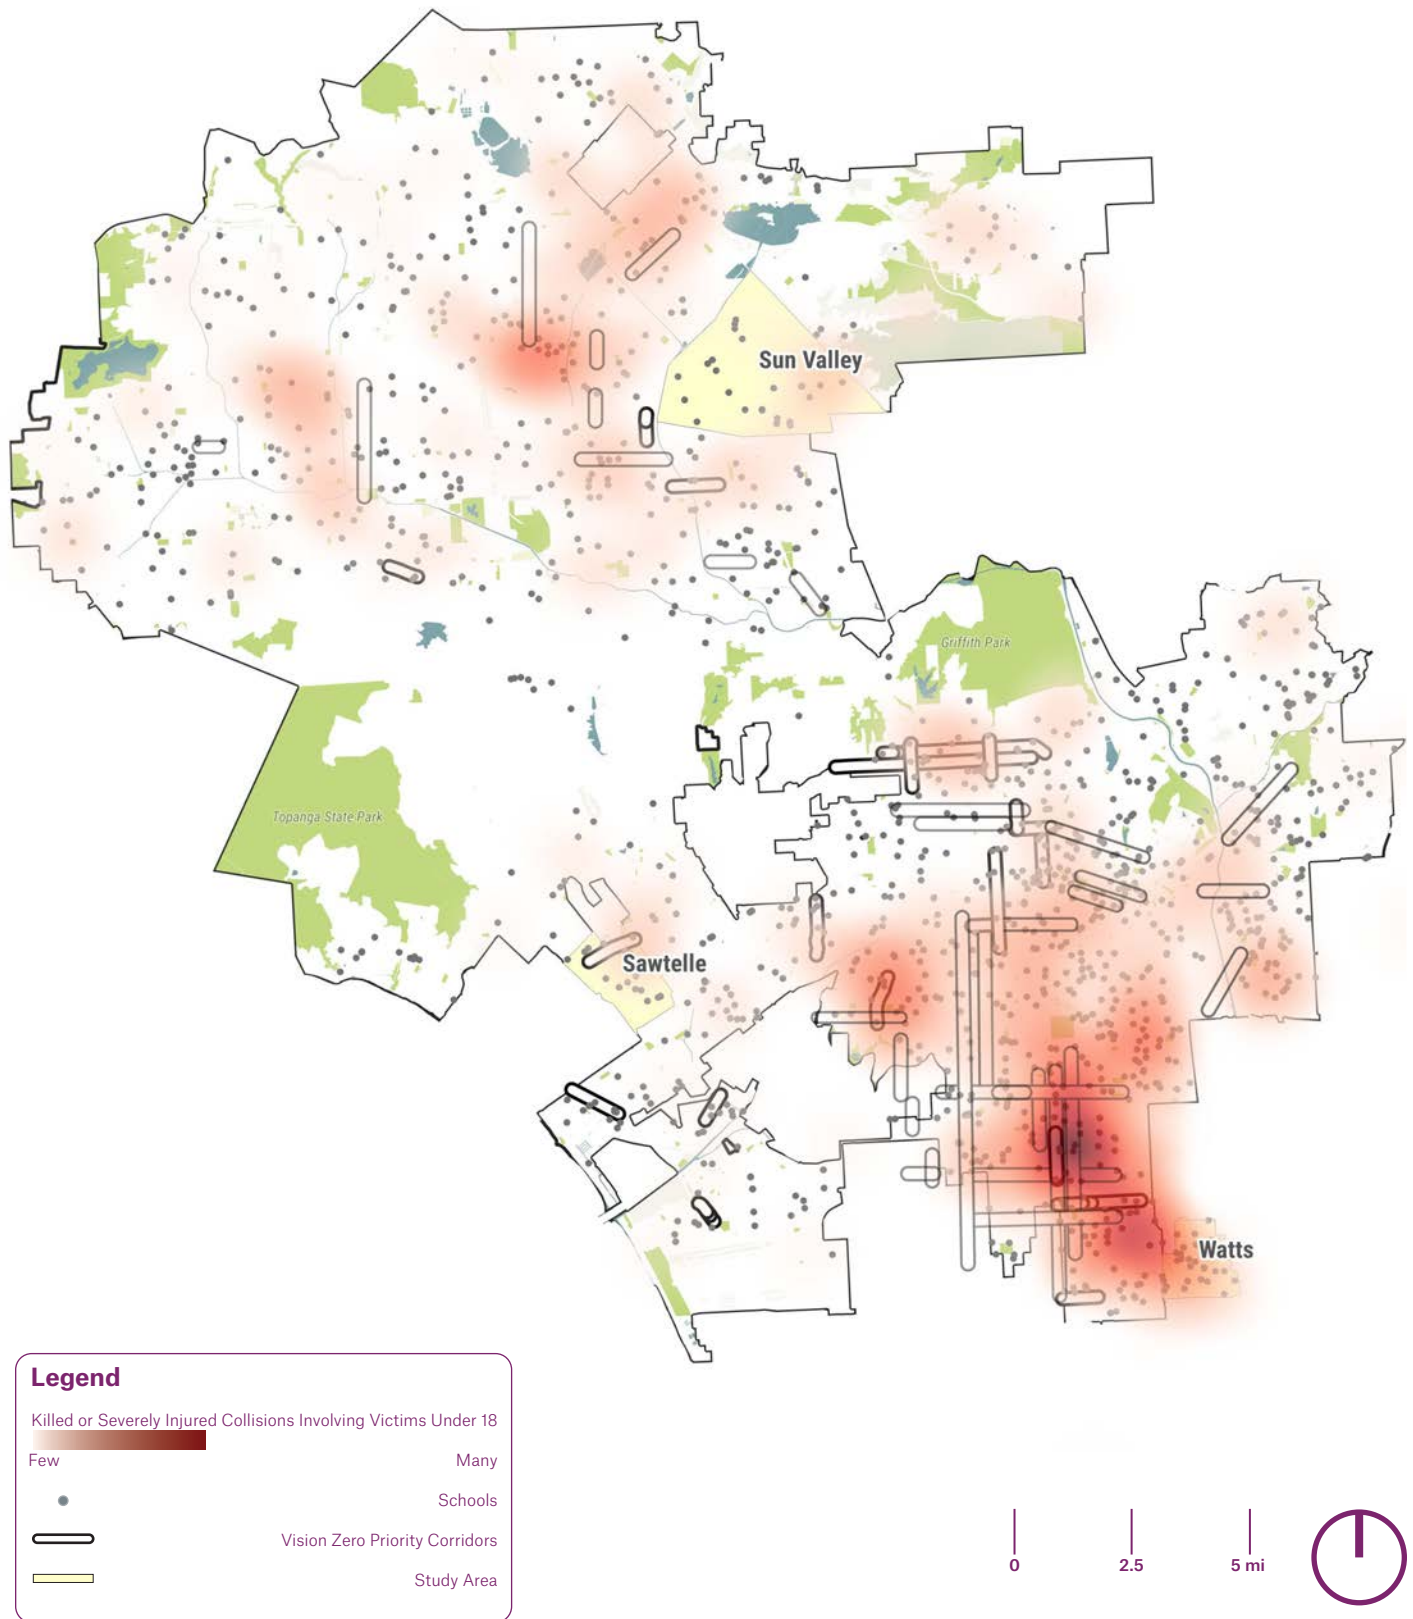 Sun Valley
Griffith Park
Topanga State Park
Sawtelle
Watts
Legend
Killed or Severely Injured Collisions Involving Victims Under 18
Few Many
Schools
Vision Zero Priority Corridors
Study Area
0 2.5 5 mi